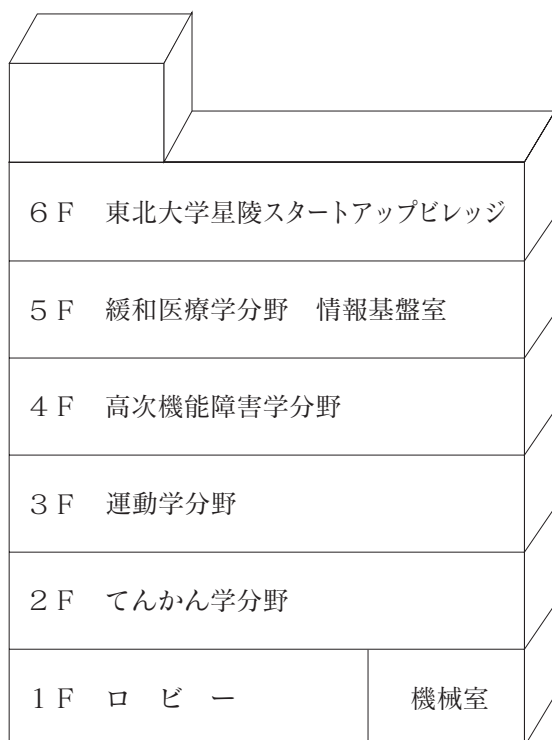 6F 東北大学星陵スタートアップビレッジ
5F 緩和医療学分野 情報基盤室
4F 高次機能障害学分野
3F 運動学分野
2F てんかん学分野
1F ロビー 機械室